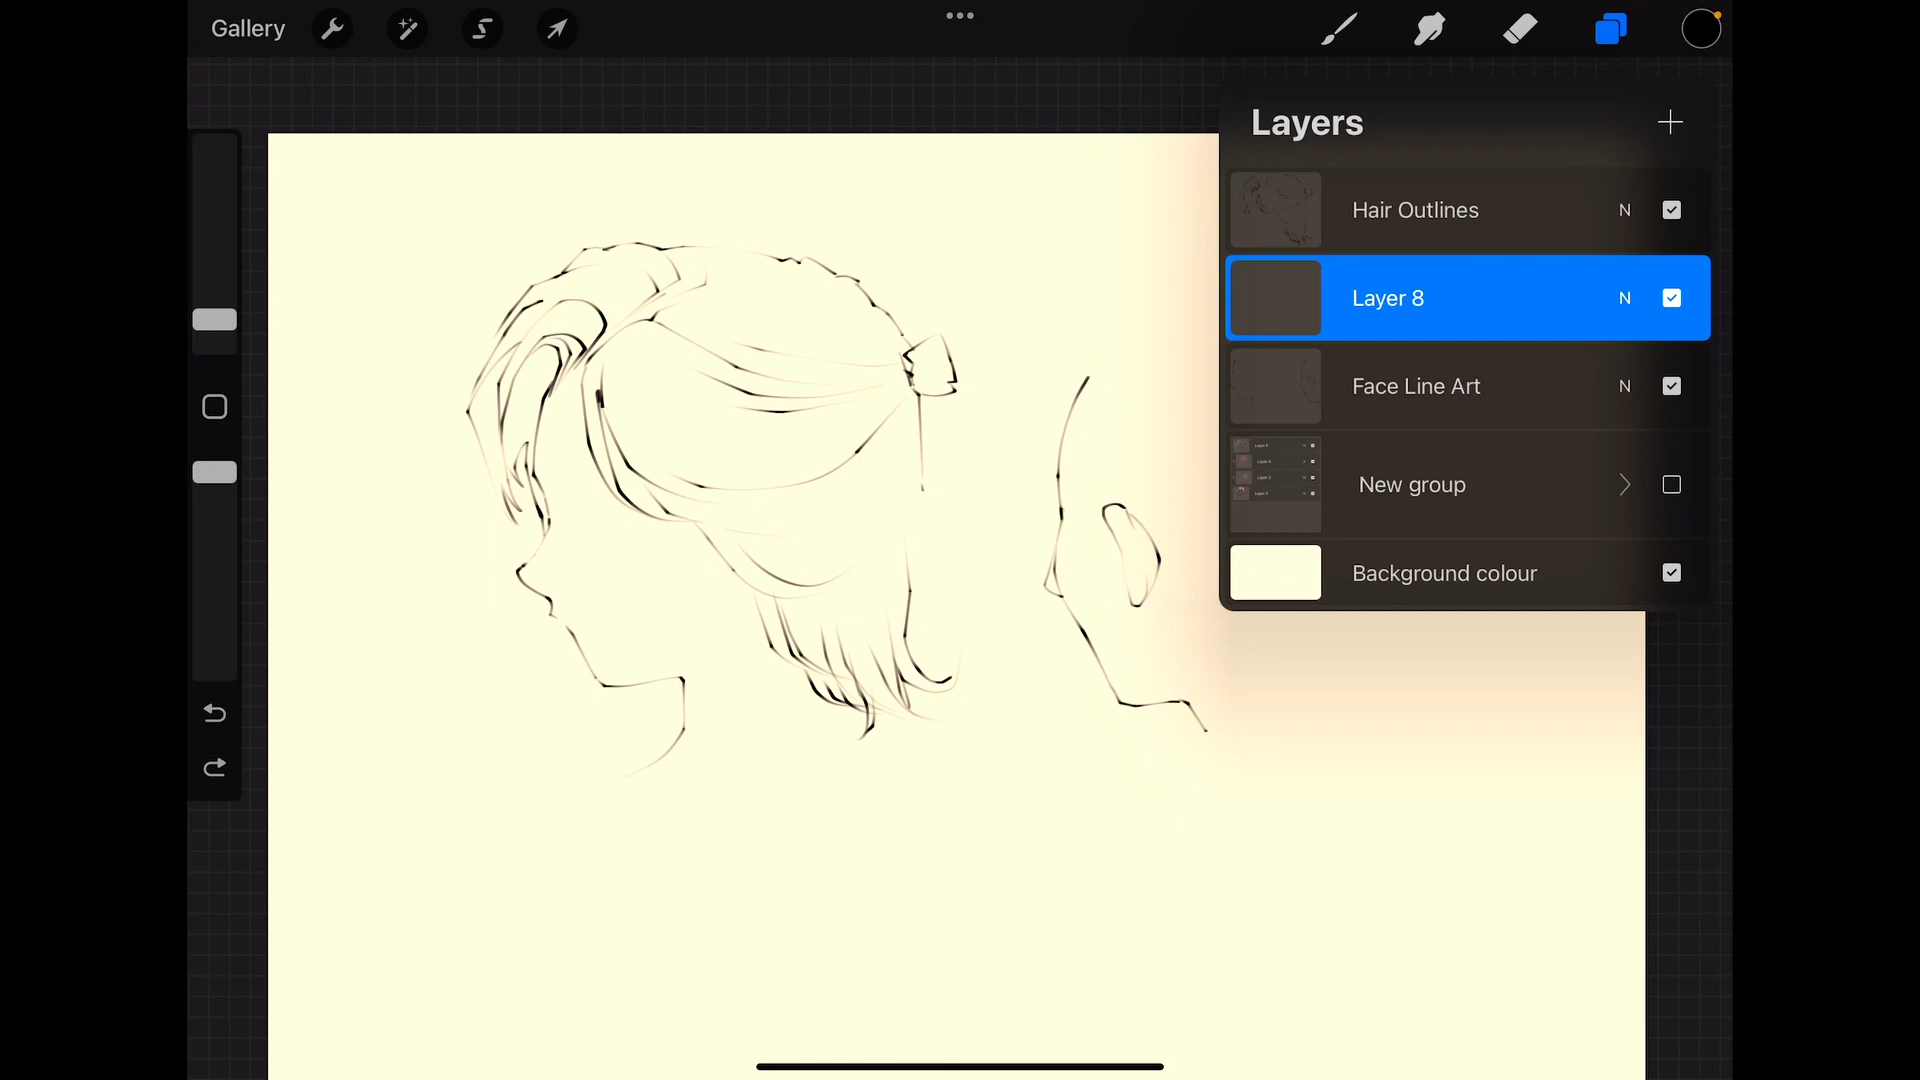 Gallery
Layers
Hair Outlines N
Layer 8 N
Face Line Art N
New group
Background colour